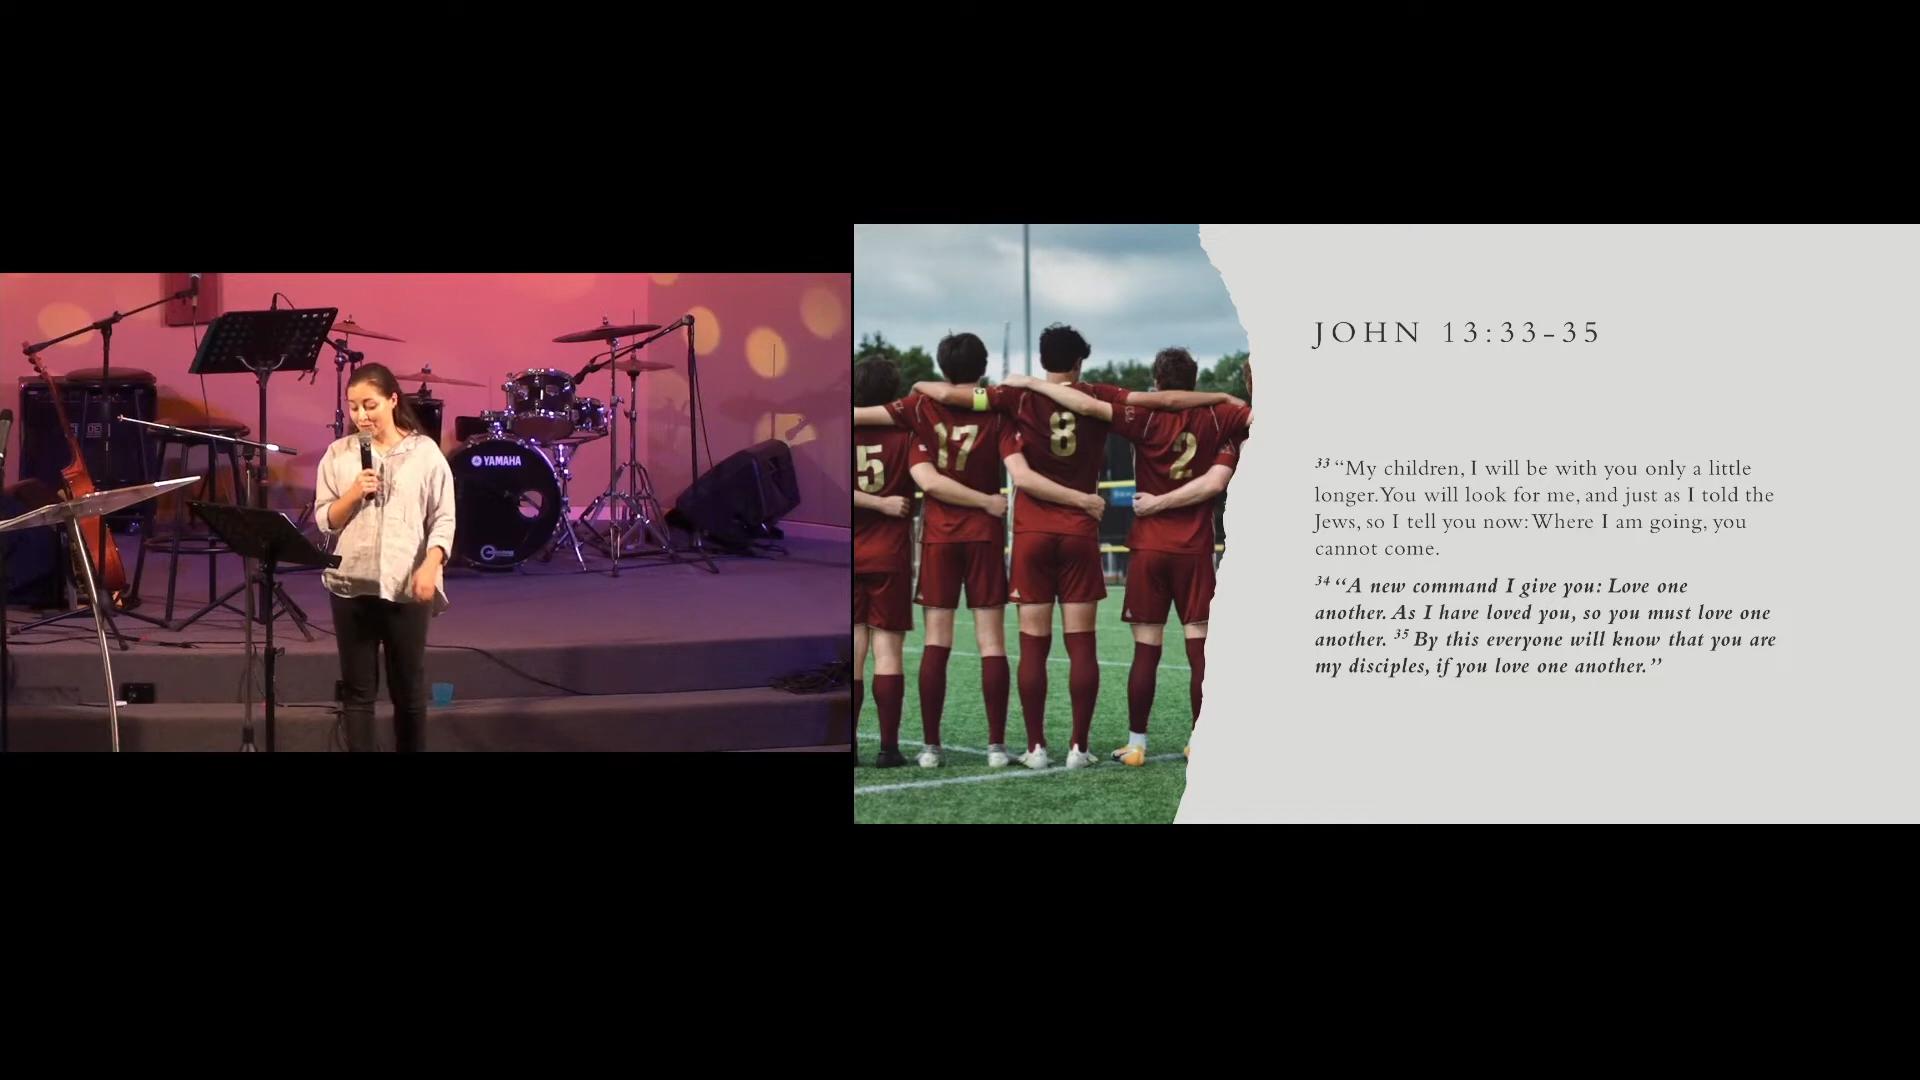 YAMAHA
5
17
8
2
JOHN 13:33-35
33 “My children, I will be with you only a little
longer. You will look for me, and just as I told the
Jews, so I tell you now: Where I am going, you
cannot come.
34 “A new command I give you: Love one
another. As I have loved you, so you must love one
another. 35 By this everyone will know that you are
my disciples, if you love one another.”